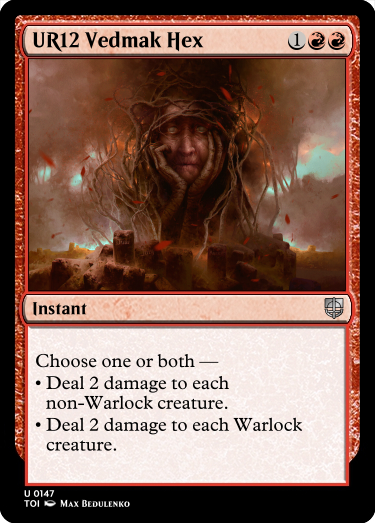 UR12 Vedmak Hex 1
Instant
Choose one or both —
• Deal 2 damage to each
non-Warlock creature.
• Deal 2 damage to each Warlock
creature.
U 0147
TOI Max Bedulenko